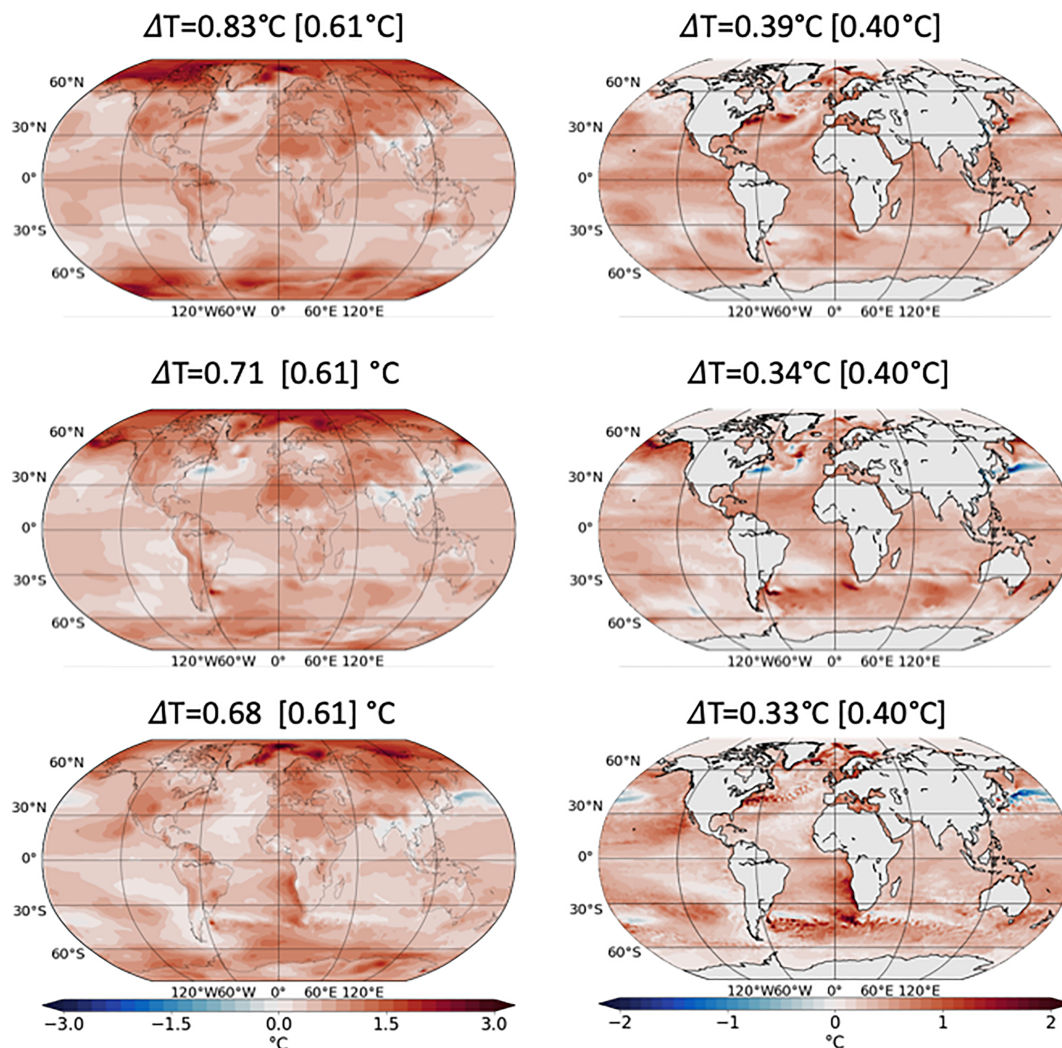 ΔT=0.83°C [0.61°C]
ΔT=0.39°C [0.40°C]
60°N
30°N
0°
30°S
60°S
120°W60°W 0° 60°E 120°E
60°N
30°N
0°
30°S
60°S
120°W60°W 0° 60°E 120°E
ΔT=0.71 [0.61] °C
ΔT=0.34°C [0.40°C]
60°N
30°N
0°
30°S
60°S
120°W60°W 0° 60°E 120°E
60°N
30°N
0°
30°S
60°S
120°W60°W 0° 60°E 120°E
ΔT=0.68 [0.61] °C
ΔT=0.33°C [0.40°C]
60°N
30°N
0°
30°S
60°S
120°W60°W 0° 60°E 120°E
60°N
30°N
0°
30°S
60°S
120°W60°W 0° 60°E 120°E
−3.0 −1.5 0.0 1.5 3.0
°C
−2 −1 0 1 2
°C